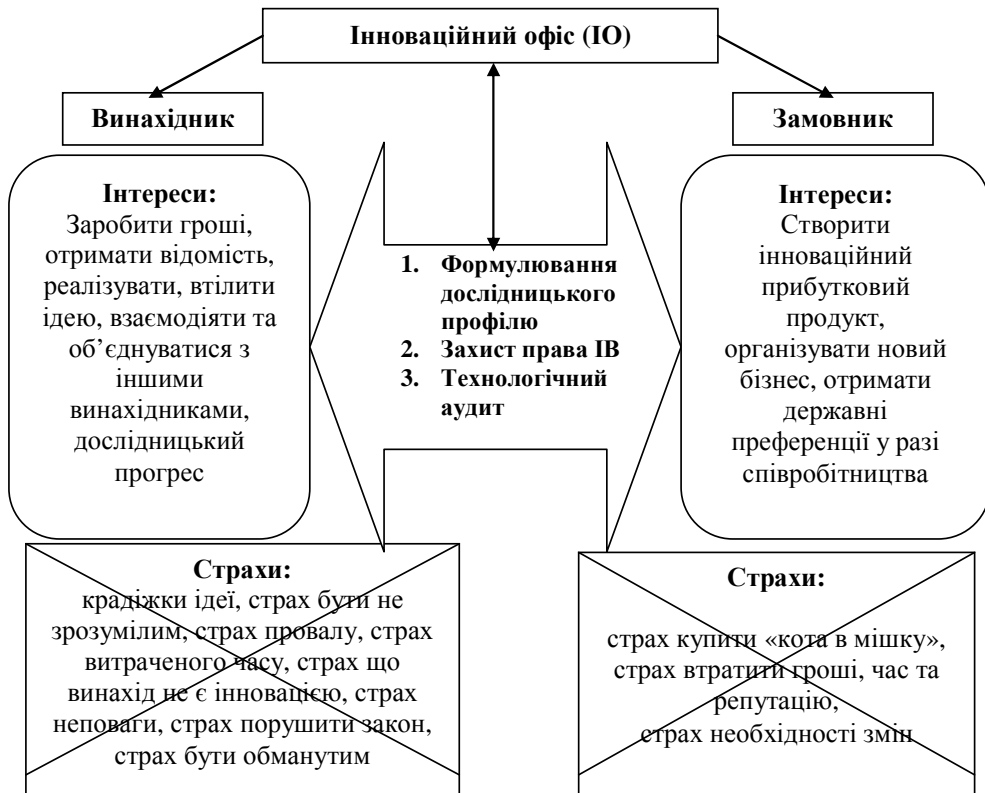 Інноваційний офіс (ІО)
Винахідник
Замовник
Інтереси:
Заробити гроші,
отримати відомість,
реалізувати, втілити
ідею, взаємодіяти та
об’єднуватися з
іншими
винахідниками,
дослідницький
прогрес
1. Формулювання
дослідницького
профілю
2. Захист права ІВ
3. Технологічний
аудит
Інтереси:
Створити
інноваційний
прибутковий
продукт,
організувати новий
бізнес, отримати
державні
преференції у разі
співробітництва
Страхи:
крадіжки ідеї, страх бути не
зрозумілим, страх провалу, страх
витраченого часу, страх що
винахід не є інновацією, страх
неповаги, страх порушити закон,
страх бути обманутим
Страхи:
страх купити «кота в мішку»,
страх втратити гроші, час та
репутацію,
страх необхідності змін